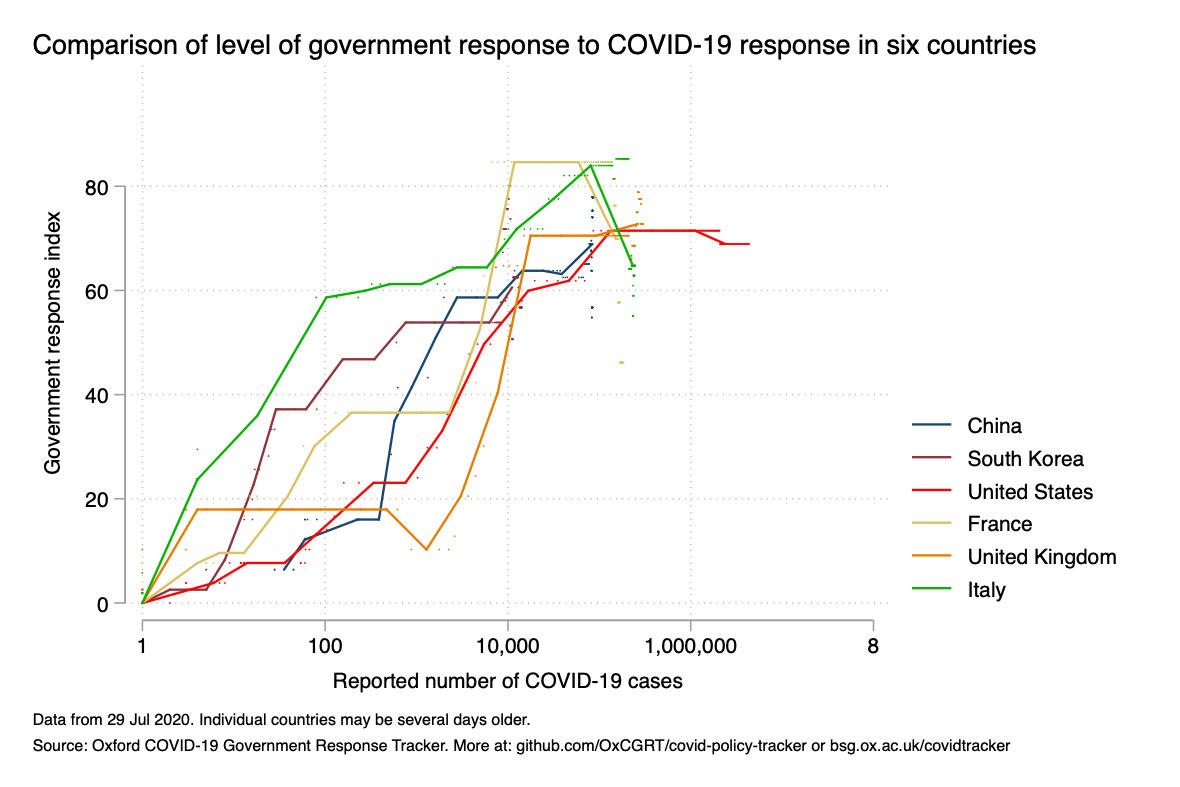 Comparison of level of government response to COVID-19 response in six countries
80
60
40
20
0
Government response index
1
100
10,000
1,000,000
8
Reported number of COVID-19 cases
China
South Korea
United States
France
United Kingdom
Italy
Data from 29 Jul 2020. Individual countries may be several days older.
Source: Oxford COVID-19 Government Response Tracker. More at: github.com/OxCGRT/covid-policy-tracker or bsg.ox.ac.uk/covidtracker